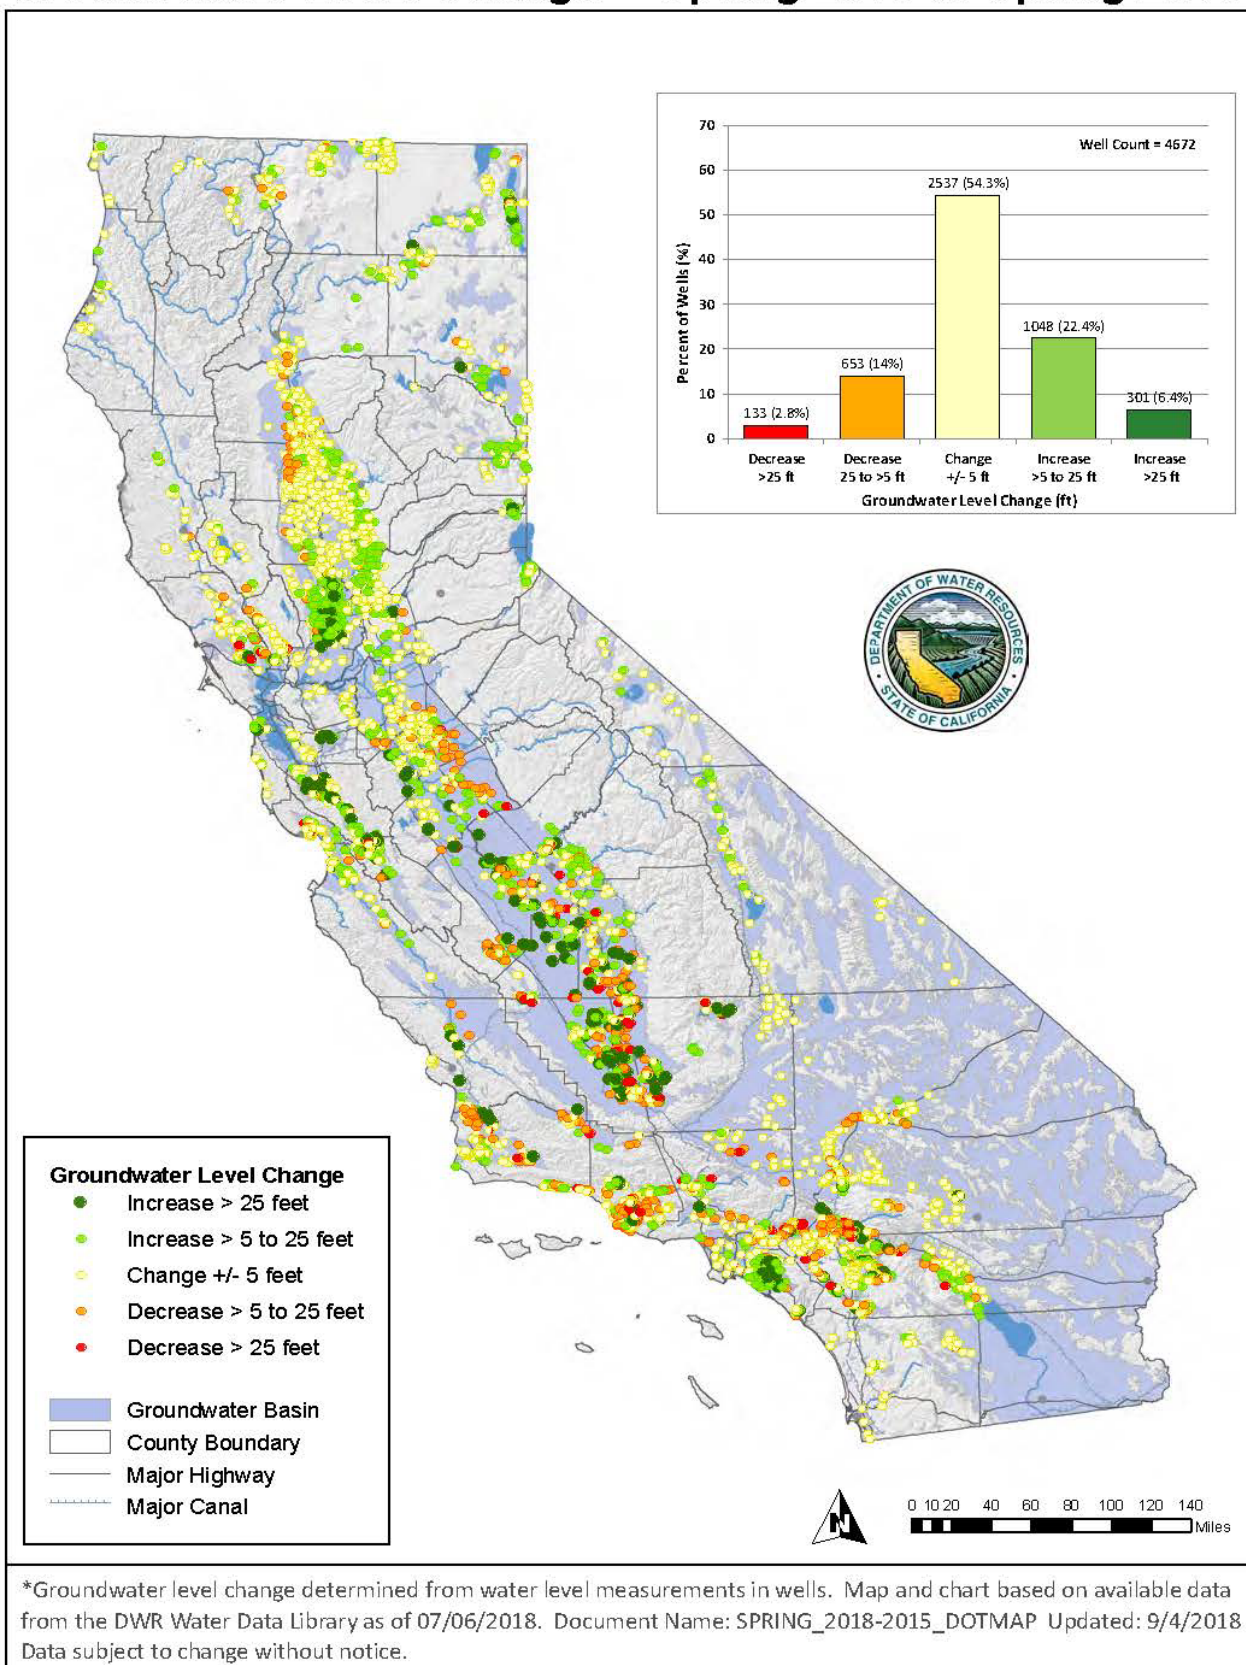 70
60
50
40
30
20
10
0
Percent of Wells (%)
Well Count = 4672
133 (2.8%)
653 (14%)
2537 (54.3%)
1048 (22.4%)
301 (6.4%)
Decrease
>25 ft
Decrease
25 to >5 ft
Change
+/- 5 ft
Increase
>5 to 25 ft
Increase
>25 ft
Groundwater Level Change (ft)
DEPARTMENT OF WATER RESOURCES
STATE OF CALIFORNIA
Groundwater Level Change
Increase > 25 feet
Increase > 5 to 25 feet
Change +/- 5 feet
Decrease > 5 to 25 feet
Decrease > 25 feet
Groundwater Basin
County Boundary
Major Highway
Major Canal
N
0 10 20 40 60 80 100 120 140
Miles
*Groundwater level change determined from water level measurements in wells. Map and chart based on available data
from the DWR Water Data Library as of 07/06/2018. Document Name: SPRING_2018-2015_DOTMAP Updated: 9/4/2018
Data subject to change without notice.